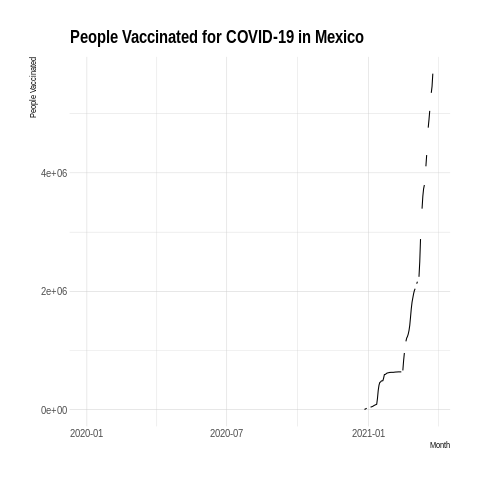 People Vaccinated for COVID-19 in Mexico
People Vaccinated
4e+06
2e+06
0e+00
2020-01
2020-07
2021-01
Month